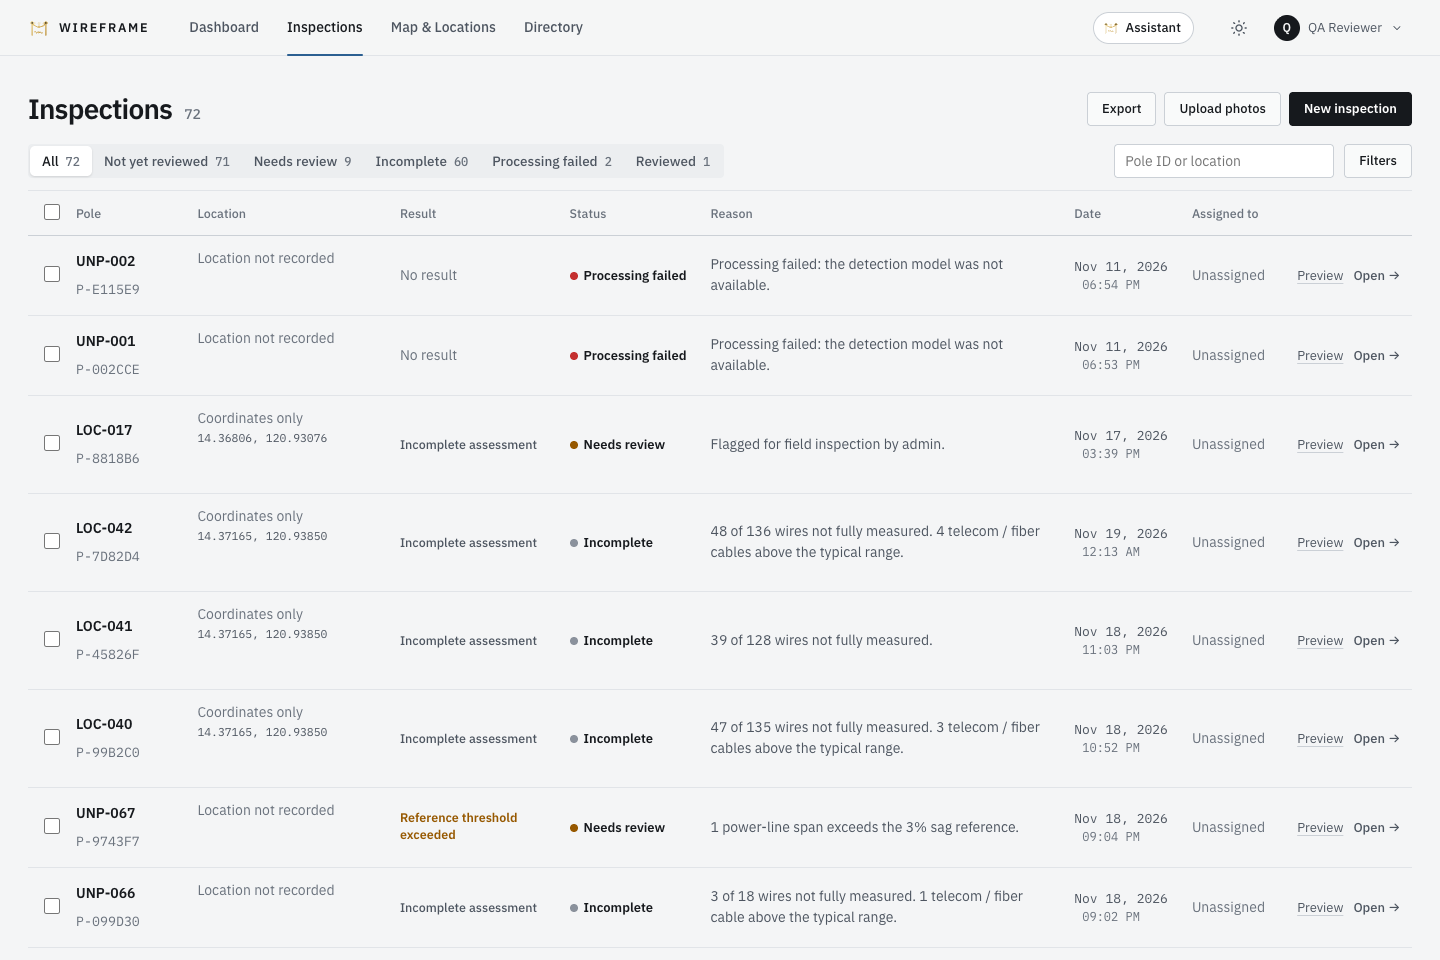 WIREFRAME Dashboard Inspections Map & Locations Directory Assistant Q QA Reviewer
Inspections 72 Export Upload photos New inspection
All 72 Not yet reviewed 71 Needs review 9 Incomplete 60 Processing failed 2 Reviewed 1 Pole ID or location Filters
Pole Location Result Status Reason Date Assigned to
UNP-002
P-E115E9
Location not recorded
No result
Processing failed
Processing failed: the detection model was not
available.
Nov 11, 2026
06:54 PM
Unassigned
Preview Open →
UNP-001
P-002CCE
Location not recorded
No result
Processing failed
Processing failed: the detection model was not
available.
Nov 11, 2026
06:53 PM
Unassigned
Preview Open →
LOC-017
P-8818B6
Coordinates only
14.36806, 120.93076
Incomplete assessment
Needs review
Flagged for field inspection by admin.
Nov 17, 2026
03:39 PM
Unassigned
Preview Open →
LOC-042
P-7D82D4
Coordinates only
14.37165, 120.93850
Incomplete assessment
Incomplete
48 of 136 wires not fully measured. 4 telecom / fiber
cables above the typical range.
Nov 19, 2026
12:13 AM
Unassigned
Preview Open →
LOC-041
P-45826F
Coordinates only
14.37165, 120.93850
Incomplete assessment
Incomplete
39 of 128 wires not fully measured.
Nov 18, 2026
11:03 PM
Unassigned
Preview Open →
LOC-040
P-99B2C0
Coordinates only
14.37165, 120.93850
Incomplete assessment
Incomplete
47 of 135 wires not fully measured. 3 telecom / fiber
cables above the typical range.
Nov 18, 2026
10:52 PM
Unassigned
Preview Open →
UNP-067
P-9743F7
Location not recorded
Reference threshold
exceeded
Needs review
1 power-line span exceeds the 3% sag reference.
Nov 18, 2026
09:04 PM
Unassigned
Preview Open →
UNP-066
P-099D30
Location not recorded
Incomplete assessment
Incomplete
3 of 18 wires not fully measured. 1 telecom / fiber
cable above the typical range.
Nov 18, 2026
09:02 PM
Unassigned
Preview Open →